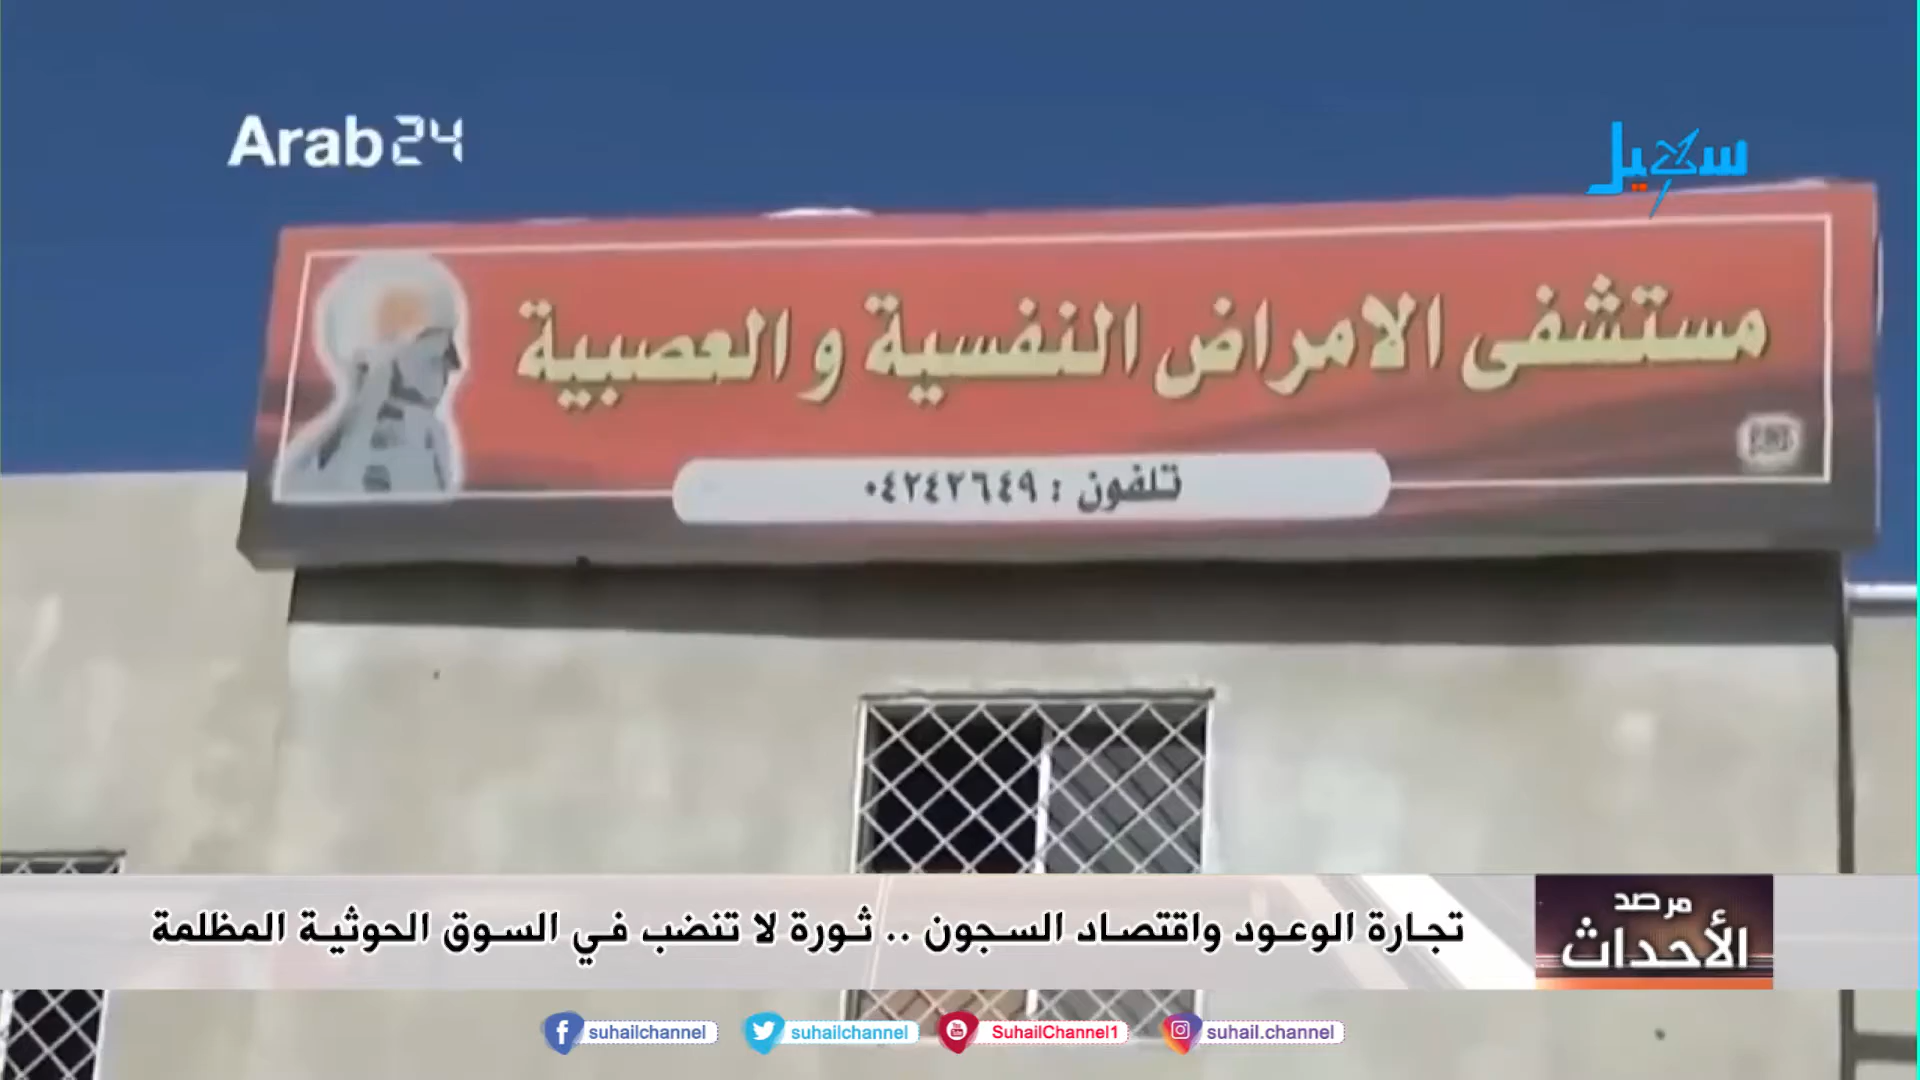 Arab24
سهيل
مستشفى الامراض النفسية و العصبية
تلفون : ٠٤٢٤٢٦٤٩
مرصد
الأحداث
تجارة الوعود واقتصاد السجون .. ثورة لا تنضب في السوق الحوثية المظلمة
suhailchannel
suhailchannel
SuhailChannel1
suhail.channel